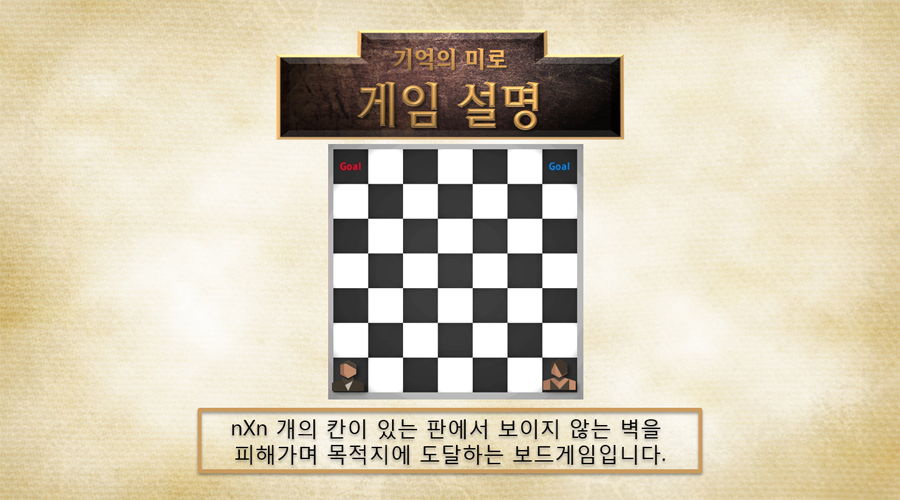 기억의 미로
게임 설명
Goal
Goal
nXn 개의 칸이 있는 판에서 보이지 않는 벽을
피해가며 목적지에 도달하는 보드게임입니다.